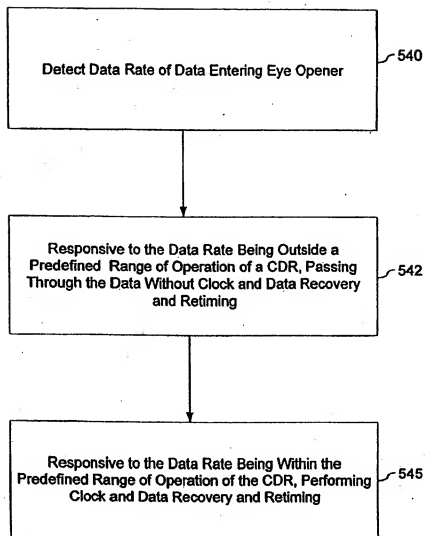 Detect Data Rate of Data Entering Eye Opener
540
Responsive to the Data Rate Being Outside a
Predefined Range of Operation of a CDR, Passing
Through the Data Without Clock and Data Recovery
and Retiming
542
Responsive to the Data Rate Being Within the
Predefined Range of Operation of the CDR, Performing
Clock and Data Recovery and Retiming
545